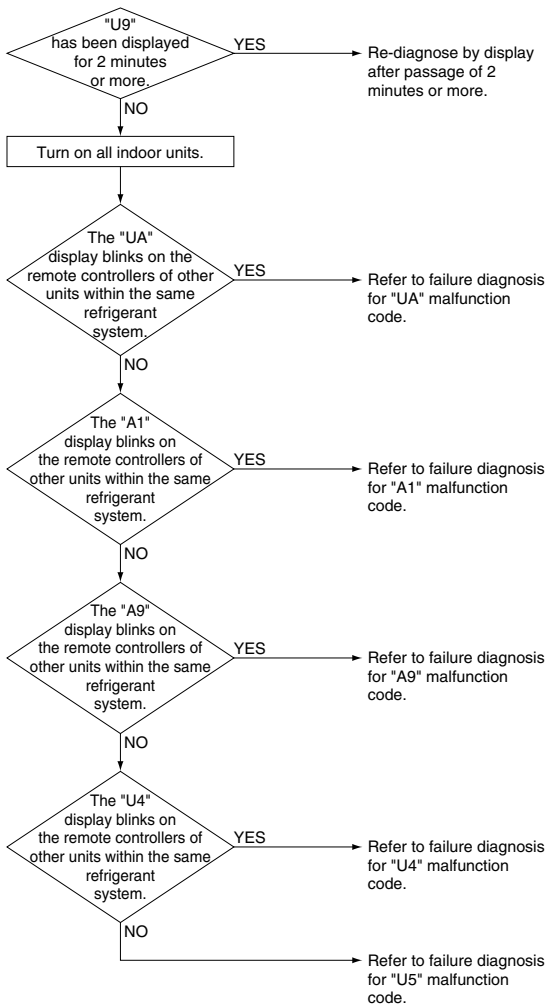 "U9"
has been displayed
for 2 minutes
or more.
YES
Re-diagnose by display
after passage of 2
minutes or more.
NO
Turn on all indoor units.
The "UA"
display blinks on the
remote controllers of other
units within the same
refrigerant
system.
YES
Refer to failure diagnosis
for "UA" malfunction
code.
NO
The "A1"
display blinks on
the remote controllers of
other units within the same
refrigerant
system.
YES
Refer to failure diagnosis
for "A1" malfunction
code.
NO
The "A9"
display blinks on
the remote controllers of
other units within the same
refrigerant
system.
YES
Refer to failure diagnosis
for "A9" malfunction
code.
NO
The "U4"
display blinks on
the remote controllers of
other units within the same
refrigerant
system.
YES
Refer to failure diagnosis
for "U4" malfunction
code.
NO
Refer to failure diagnosis
for "U5" malfunction
code.